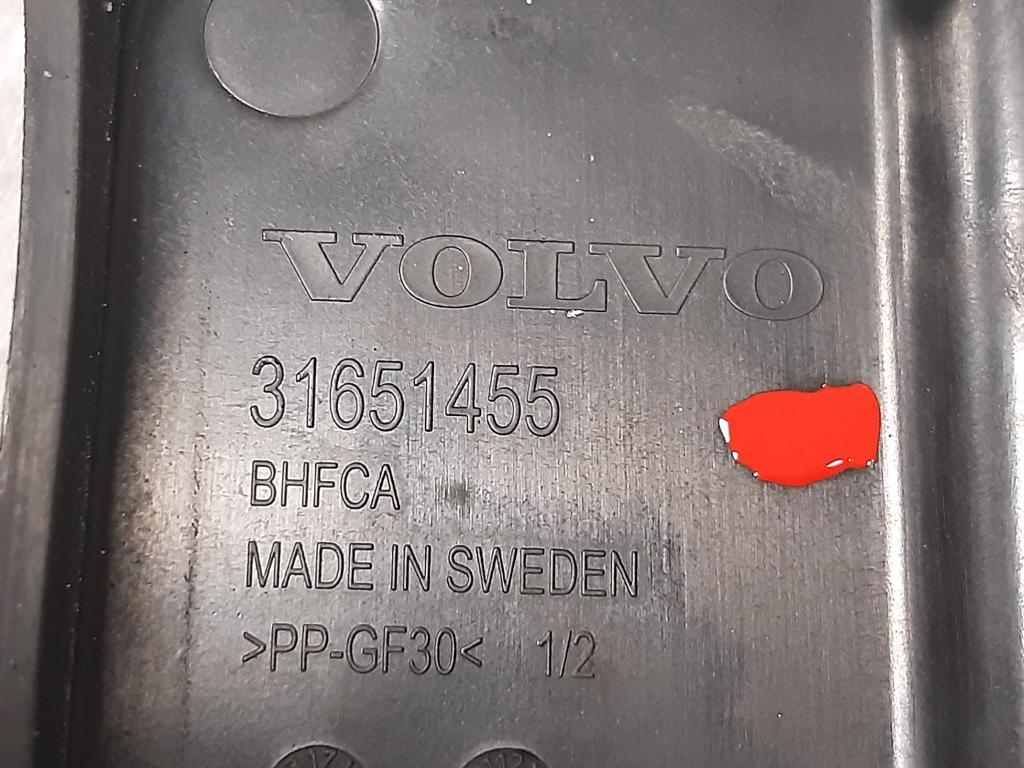 VOLVO
31651455
BHFCA
MADE IN SWEDEN
>PP-GF30< 1/2